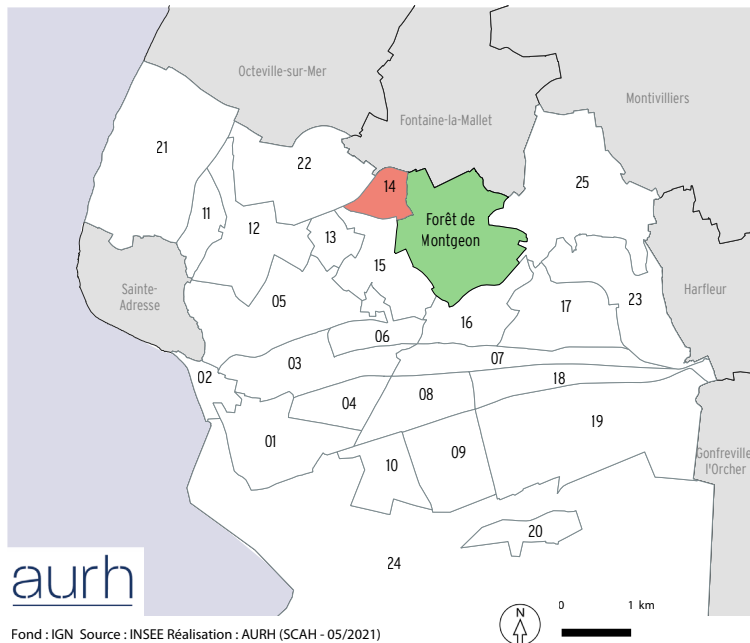 Octeville-sur-Mer
Montivilliers
Fontaine-la-Mallet
21
22
14
25
11
12
13
Forêt de
Montgeon
15
Sainte-
Adresse
05
17
23
Harfleur
06
16
02
03
07
18
04
08
19
01
10
09
Gonfreville
l'Orcher
20
24
aurh
N
0
1 km
Fond : IGN Source : INSEE Réalisation : AURH (SCAH - 05/2021)